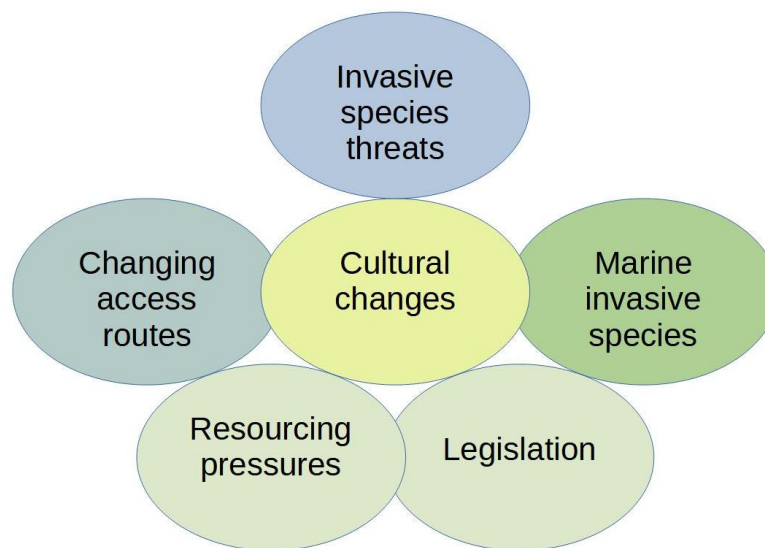 Invasive
species
threats
Changing
access
routes
Cultural
changes
Marine
invasive
species
Resourcing
pressures
Legislation